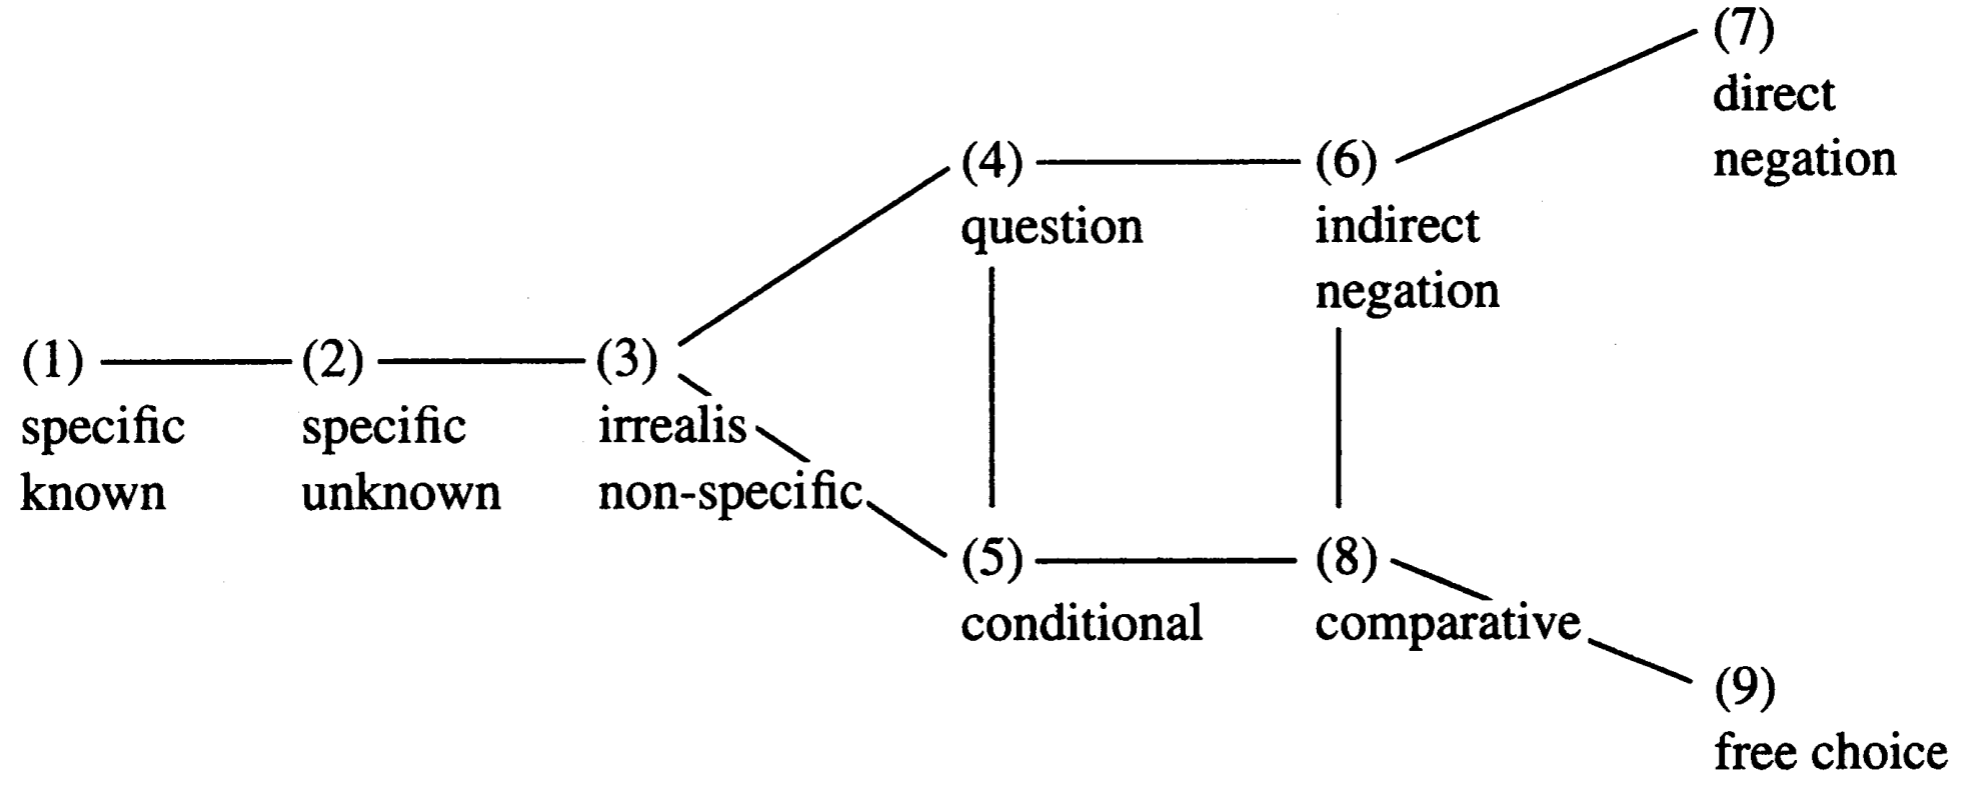 (7)
direct
negation
(4)
question
(6)
indirect
negation
(1)
specific
known
(2)
specific
unknown
(3)
irrealis
non-specific
(5)
conditional
(8)
comparative
(9)
free choice